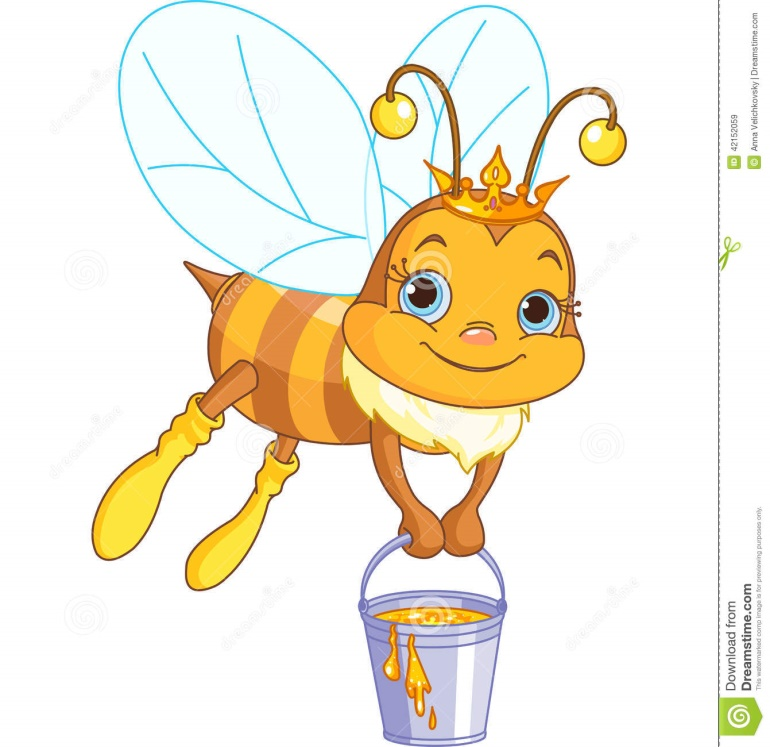 42152059
Anna Velichkovsky | Dreamstime.com
Download from
Dreamstime.com
This watermarked comp image is for previewing purposes only.
ID
©
dreamstime